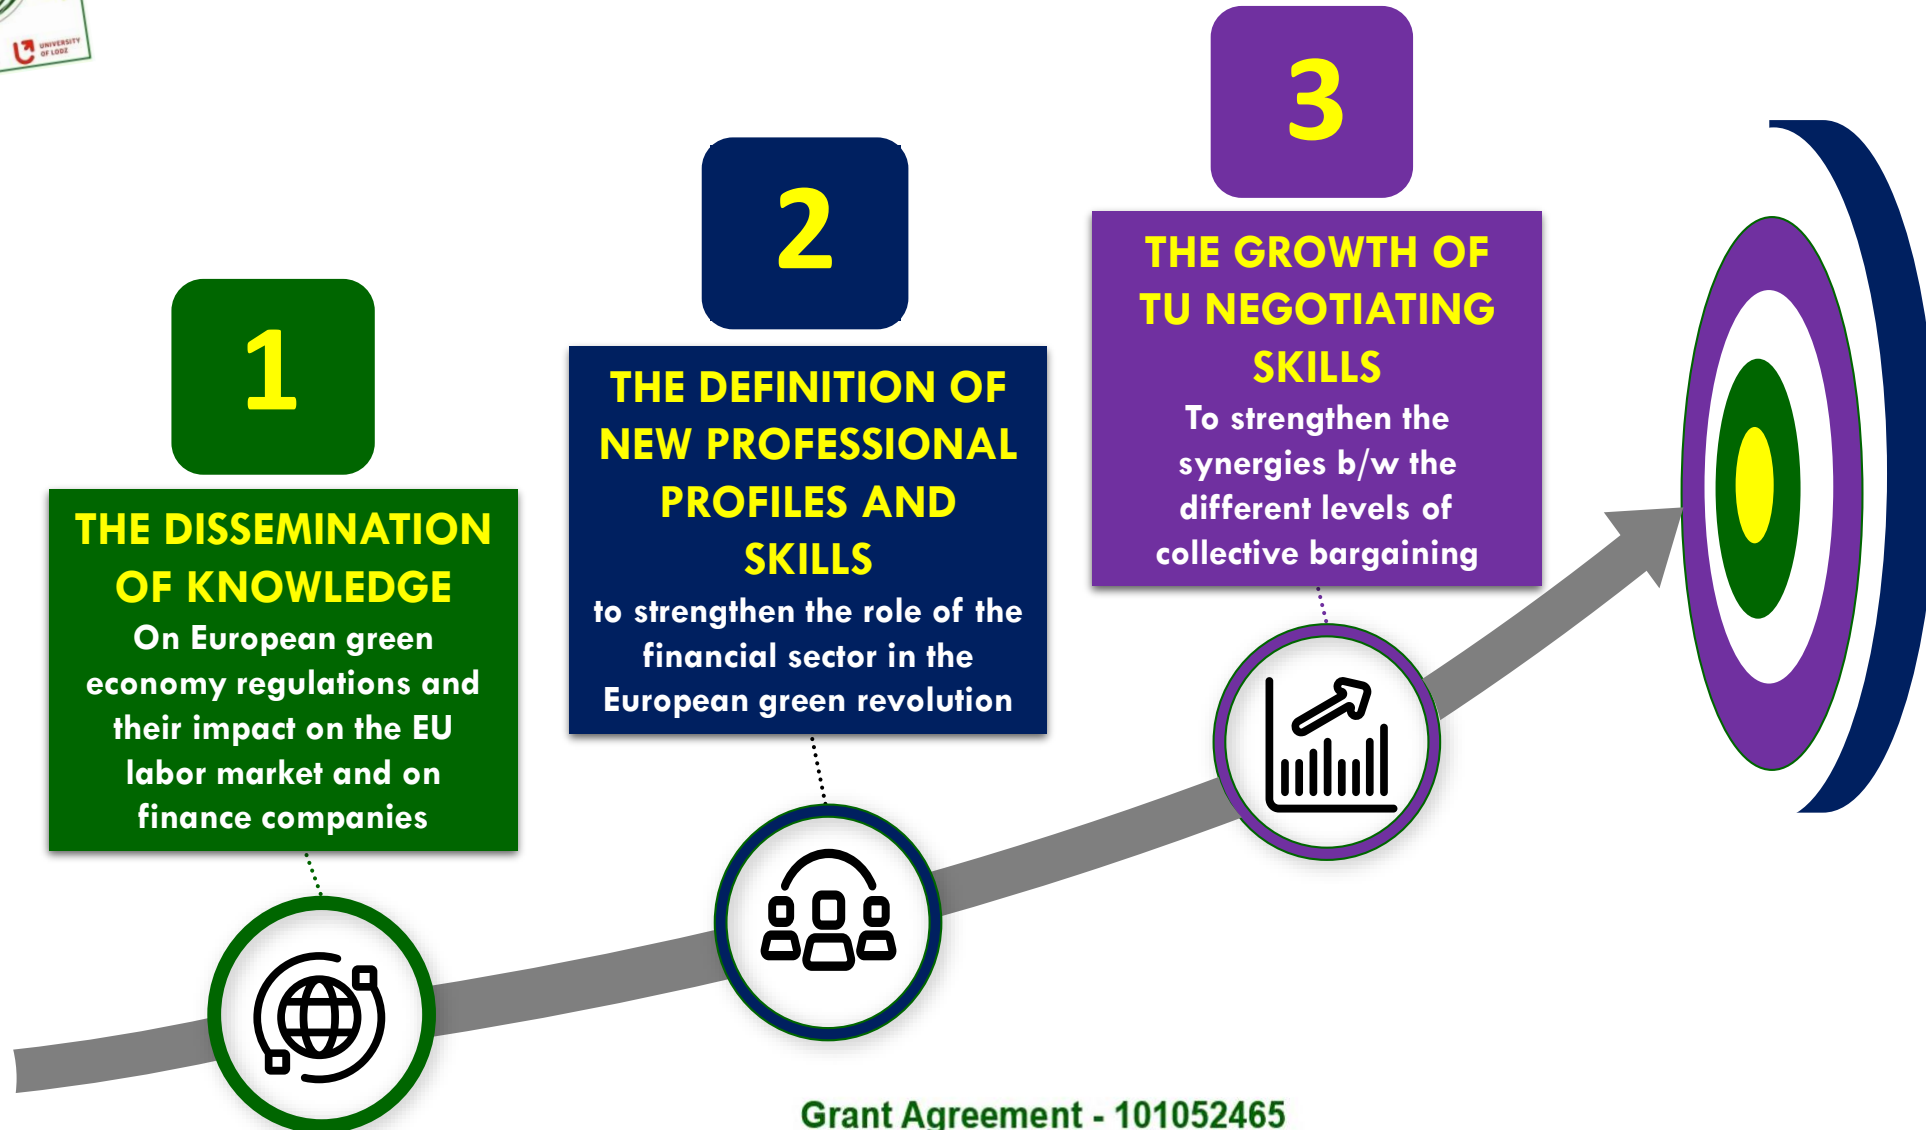 UNIVERSITY
OF LODZ
1
THE DISSEMINATION
OF KNOWLEDGE
On European green
economy regulations and
their impact on the EU
labor market and on
finance companies
2
THE DEFINITION OF
NEW PROFESSIONAL
PROFILES AND
SKILLS
to strengthen the role of the
financial sector in the
European green revolution
3
THE GROWTH OF
TU NEGOTIATING
SKILLS
To strengthen the
synergies b/w the
different levels of
collective bargaining
Grant Agreement - 101052465